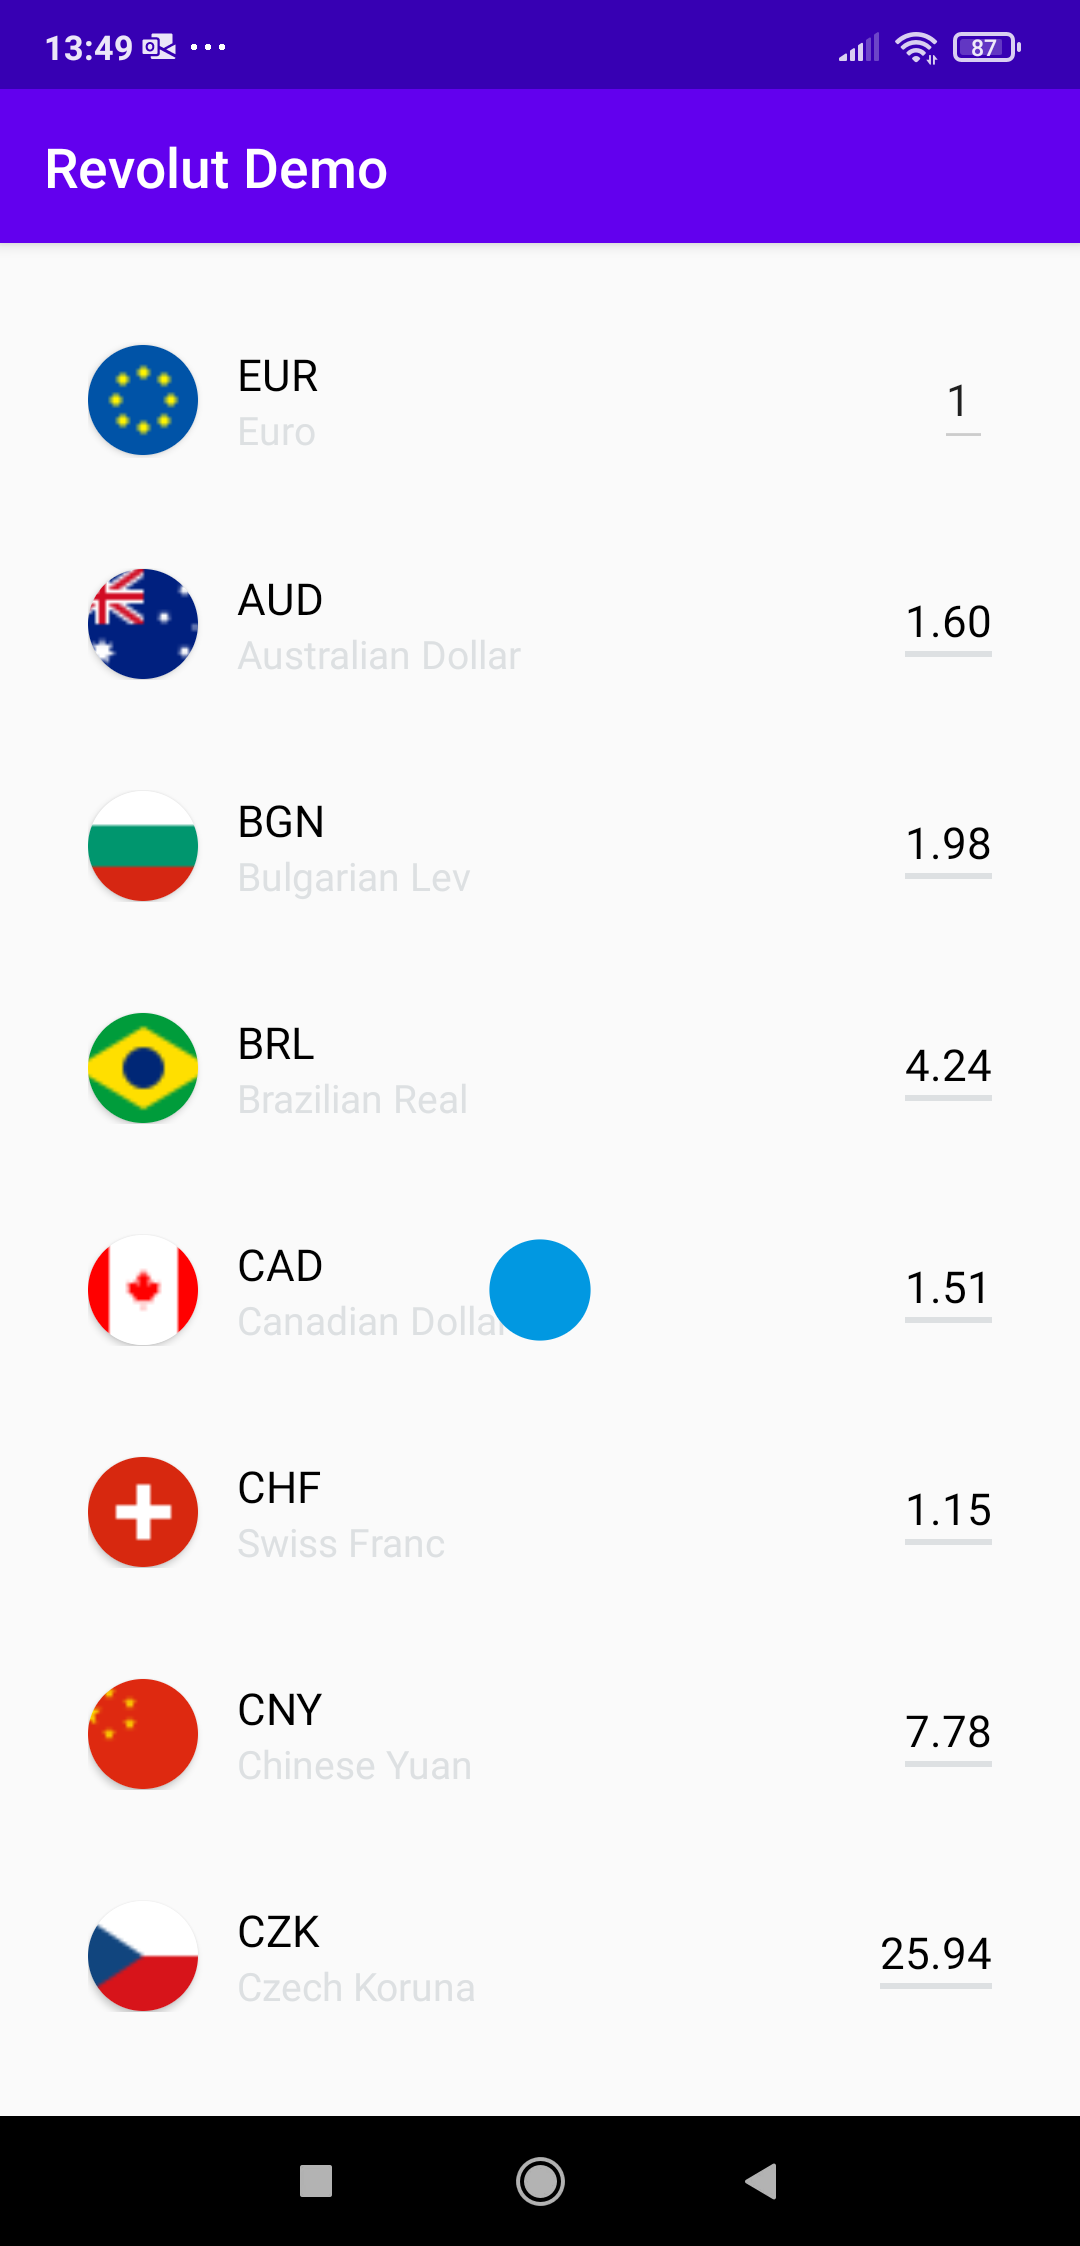 13:49
87
Revolut Demo
EUR
Euro
1
AUD
Australian Dollar
1.60
BGN
Bulgarian Lev
1.98
BRL
Brazilian Real
4.24
CAD
Canadian Dollar
1.51
CHF
Swiss Franc
1.15
CNY
Chinese Yuan
7.78
CZK
Czech Koruna
25.94